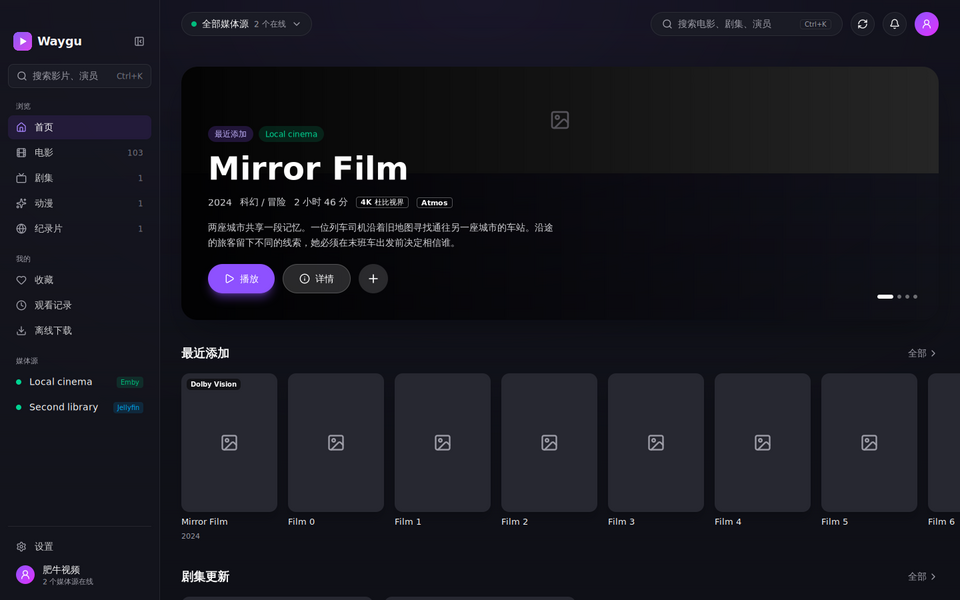 Waygu
搜索影片、演员 Ctrl+K
浏览
首页
电影 103
剧集 1
动漫 1
纪录片 1
我的
收藏
观看记录
离线下载
媒体源
Local cinema Emby
Second library Jellyfin
设置
肥牛视频
2 个媒体源在线
全部媒体源 2 个在线
搜索电影、剧集、演员 Ctrl+K
最近添加 Local cinema
Mirror Film
2024 科幻 / 冒险 2 小时 46 分 4K 杜比视界 Atmos
两座城市共享一段记忆。一位列车司机沿着旧地图寻找通往另一座城市的车站。沿途
的旅客留下不同的线索，她必须在末班车出发前决定相信谁。
播放 详情
最近添加 全部
Dolby Vision
Mirror Film Film 0 Film 1 Film 2 Film 3 Film 4 Film 5 Film 6
2024
剧集更新 全部